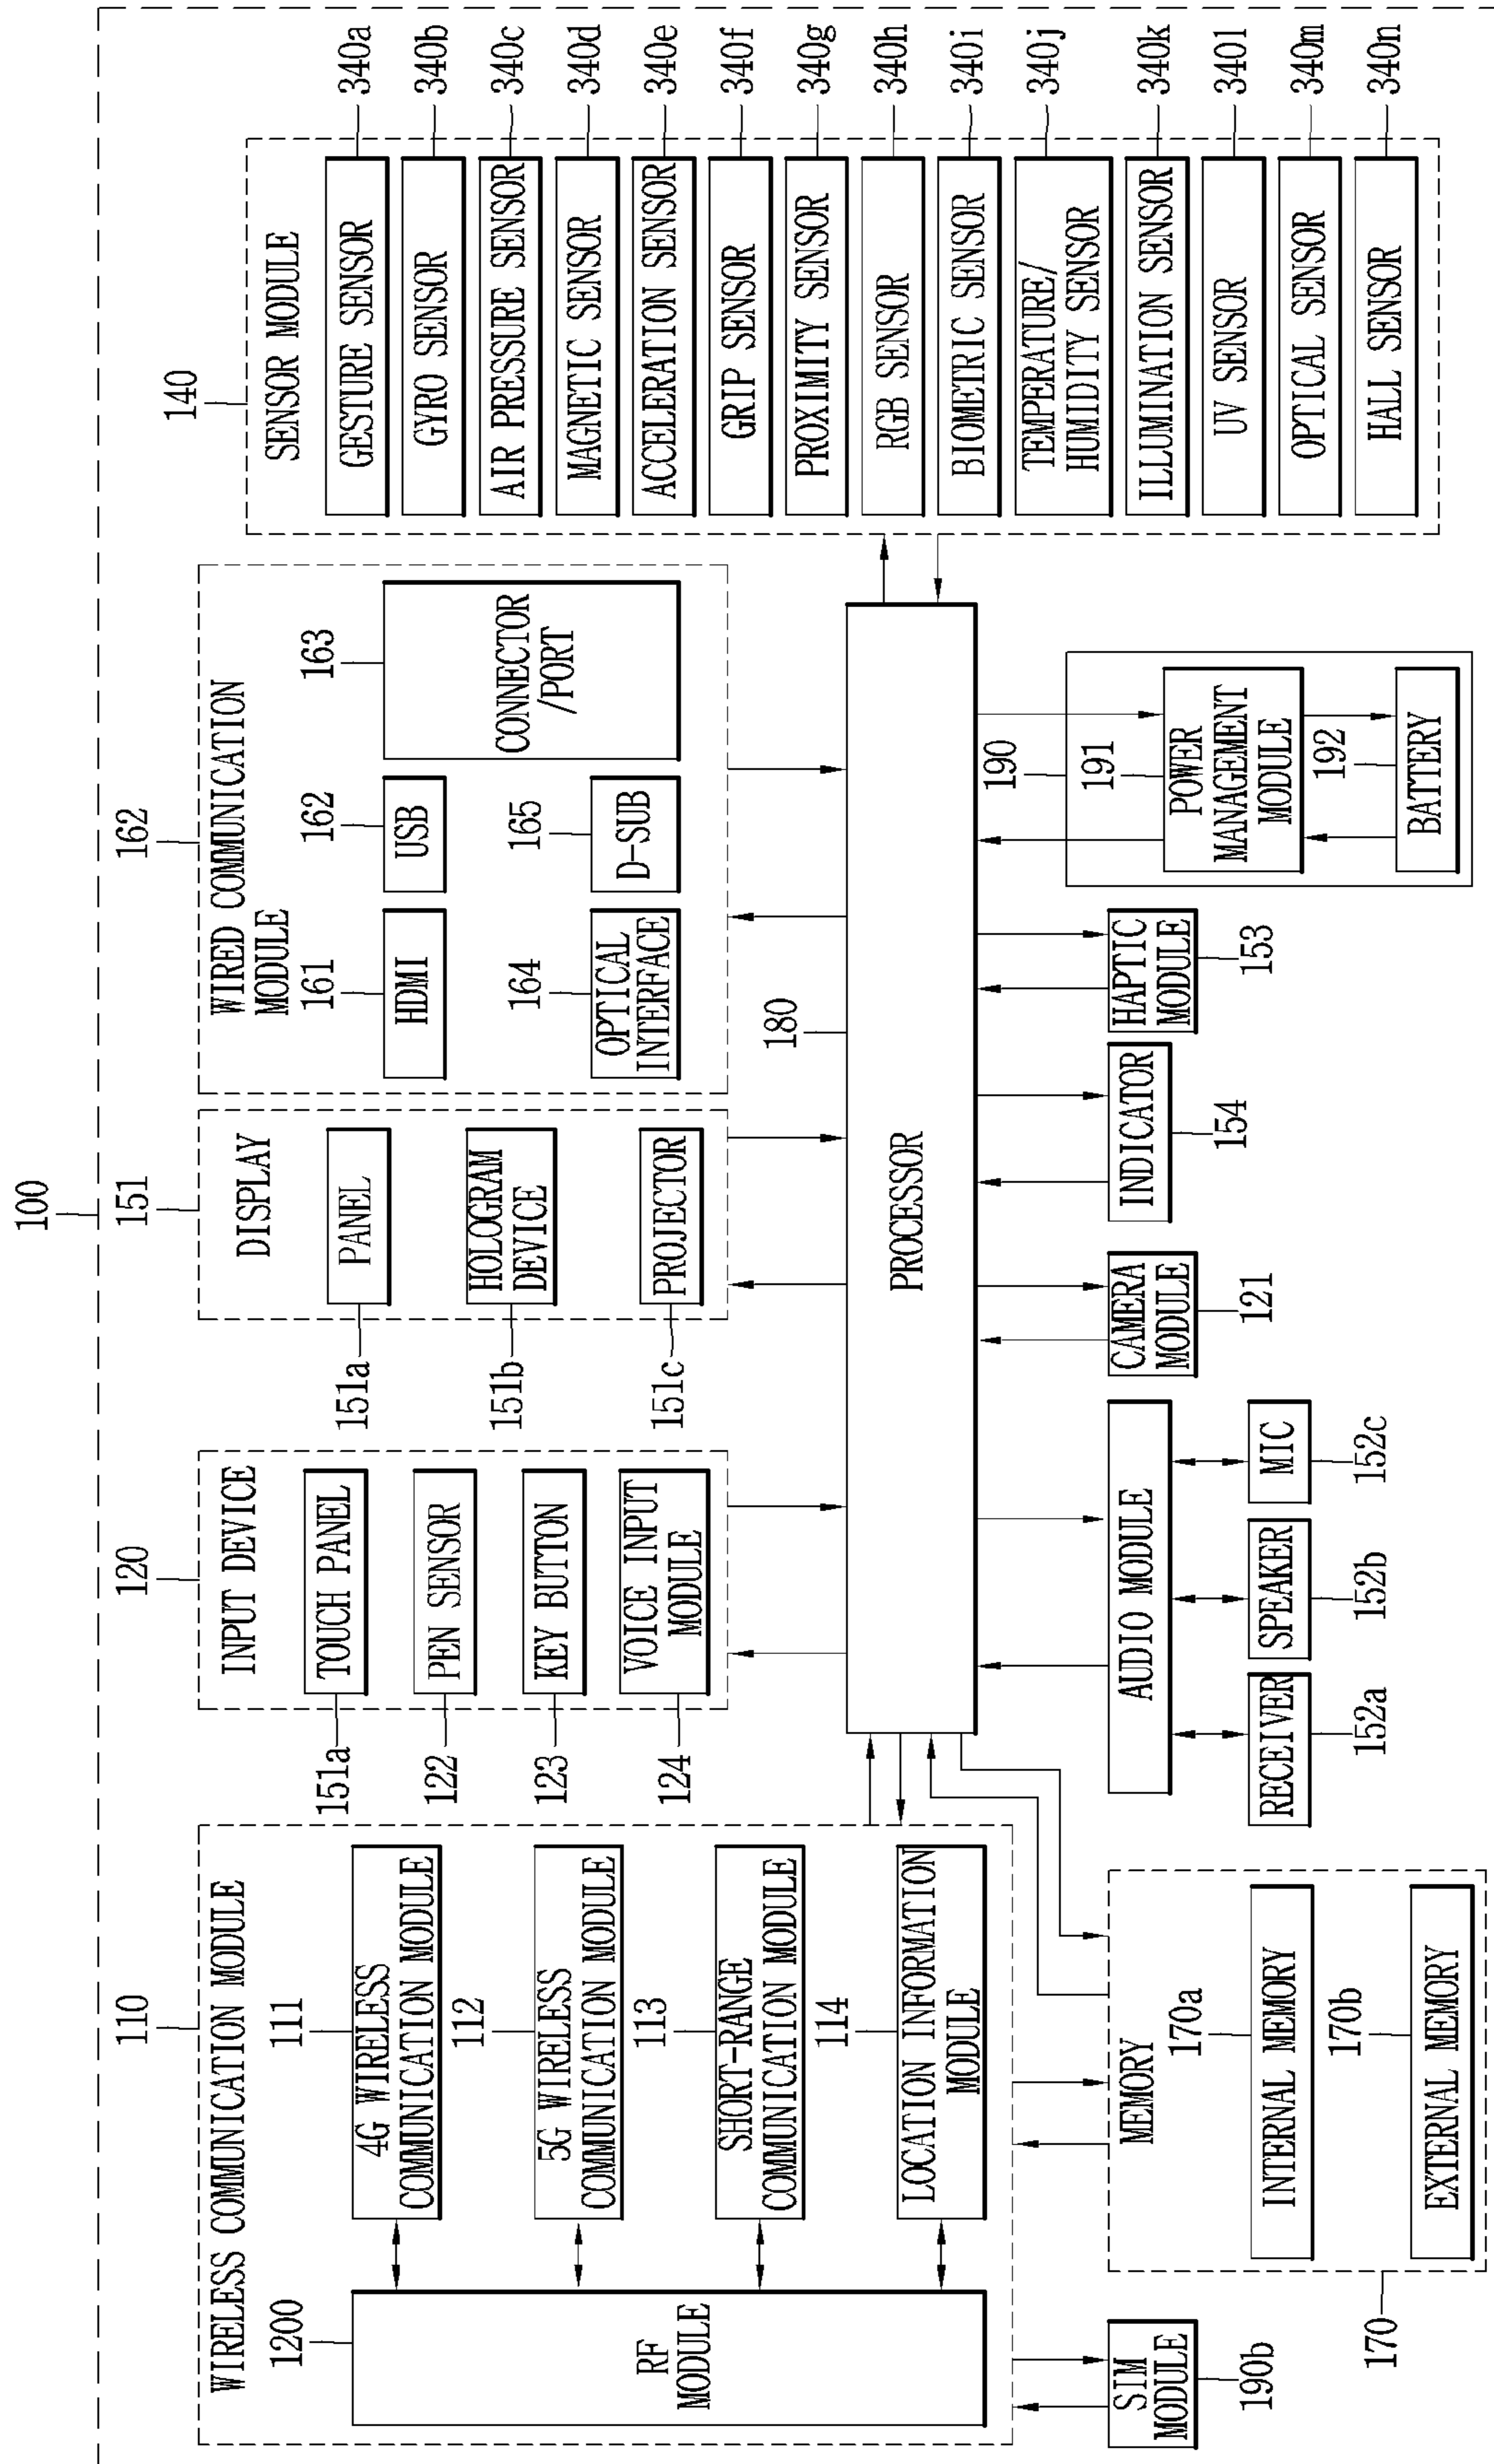 100
110
WIRELESS COMMUNICATION MODULE
1200
RF
MODULE
111
4G WIRELESS
COMMUNICATION MODULE
112
5G WIRELESS
COMMUNICATION MODULE
113
SHORT-RANGE
COMMUNICATION MODULE
114
LOCATION INFORMATION
MODULE
120
INPUT DEVICE
151a
TOUCH PANEL
122
PEN SENSOR
123
KEY BUTTON
124
VOICE INPUT
MODULE
151
DISPLAY
151a
PANEL
151b
HOLOGRAM
DEVICE
151c
PROJECTOR
162
WIRED COMMUNICATION
MODULE
161
HDMI
162
USB
163
CONNECTOR
/PORT
164
OPTICAL
INTERFACE
165
D-SUB
140
SENSOR MODULE
GESTURE SENSOR
340a
GYRO SENSOR
340b
AIR PRESSURE SENSOR
340c
MAGNETIC SENSOR
340d
ACCELERATION SENSOR
340e
GRIP SENSOR
340f
PROXIMITY SENSOR
340g
RGB SENSOR
340h
BIOMETRIC SENSOR
340i
TEMPERATURE/
HUMIDITY SENSOR
340j
ILLUMINATION SENSOR
340k
UV SENSOR
340l
OPTICAL SENSOR
340m
HALL SENSOR
340n
180
PROCESSOR
SIM
MODULE
190b
MEMORY
170a
INTERNAL MEMORY
170b
EXTERNAL MEMORY
170
AUDIO MODULE
RECEIVER
152a
SPEAKER
152b
MIC
152c
CAMERA
MODULE
121
INDICATOR
154
HAPTIC
MODULE
153
190
191
POWER
MANAGEMENT
MODULE
192
BATTERY